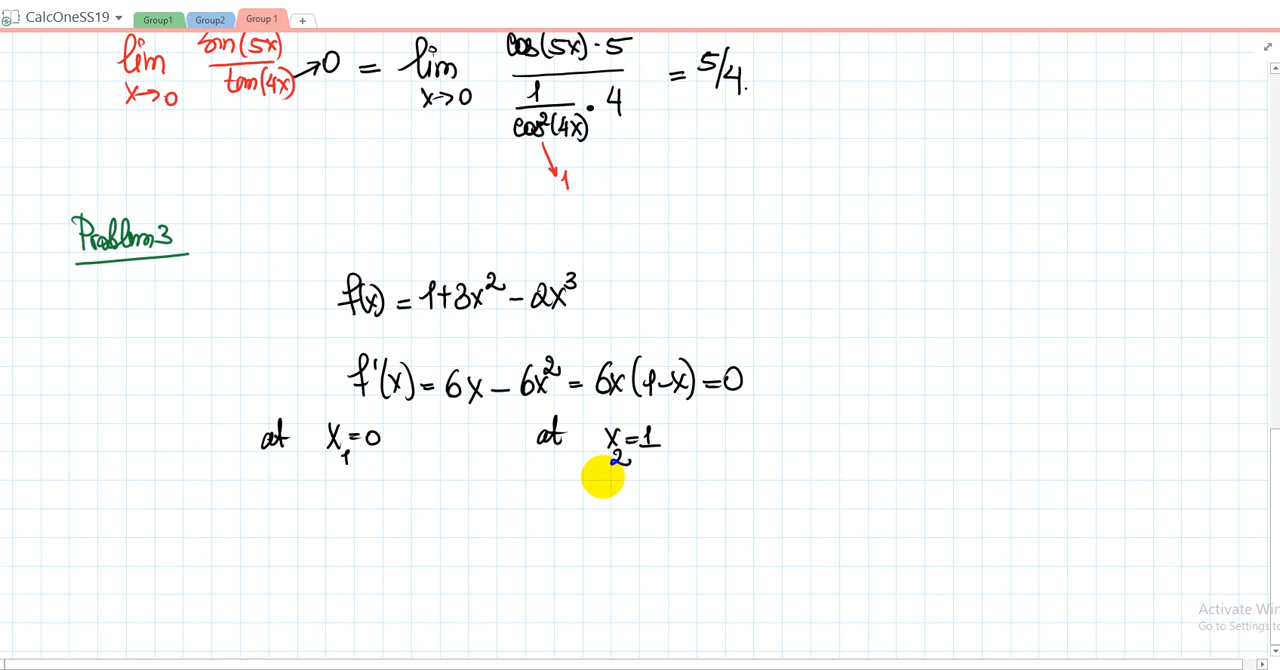 CalcOneSS19 Group1 Group2 Group 1 +
lim x→0 sin(5x)/tan(4x) →0 = lim x→0 cos(5x)·5 / (1/cos²(4x) · 4) = 5/4.
→1
Problem 3
f(x) = 1+3x² - 2x³
f'(x) = 6x - 6x² = 6x(1-x) = 0
at x₁=0 at x₂=1
Activate Win
Go to Settings to